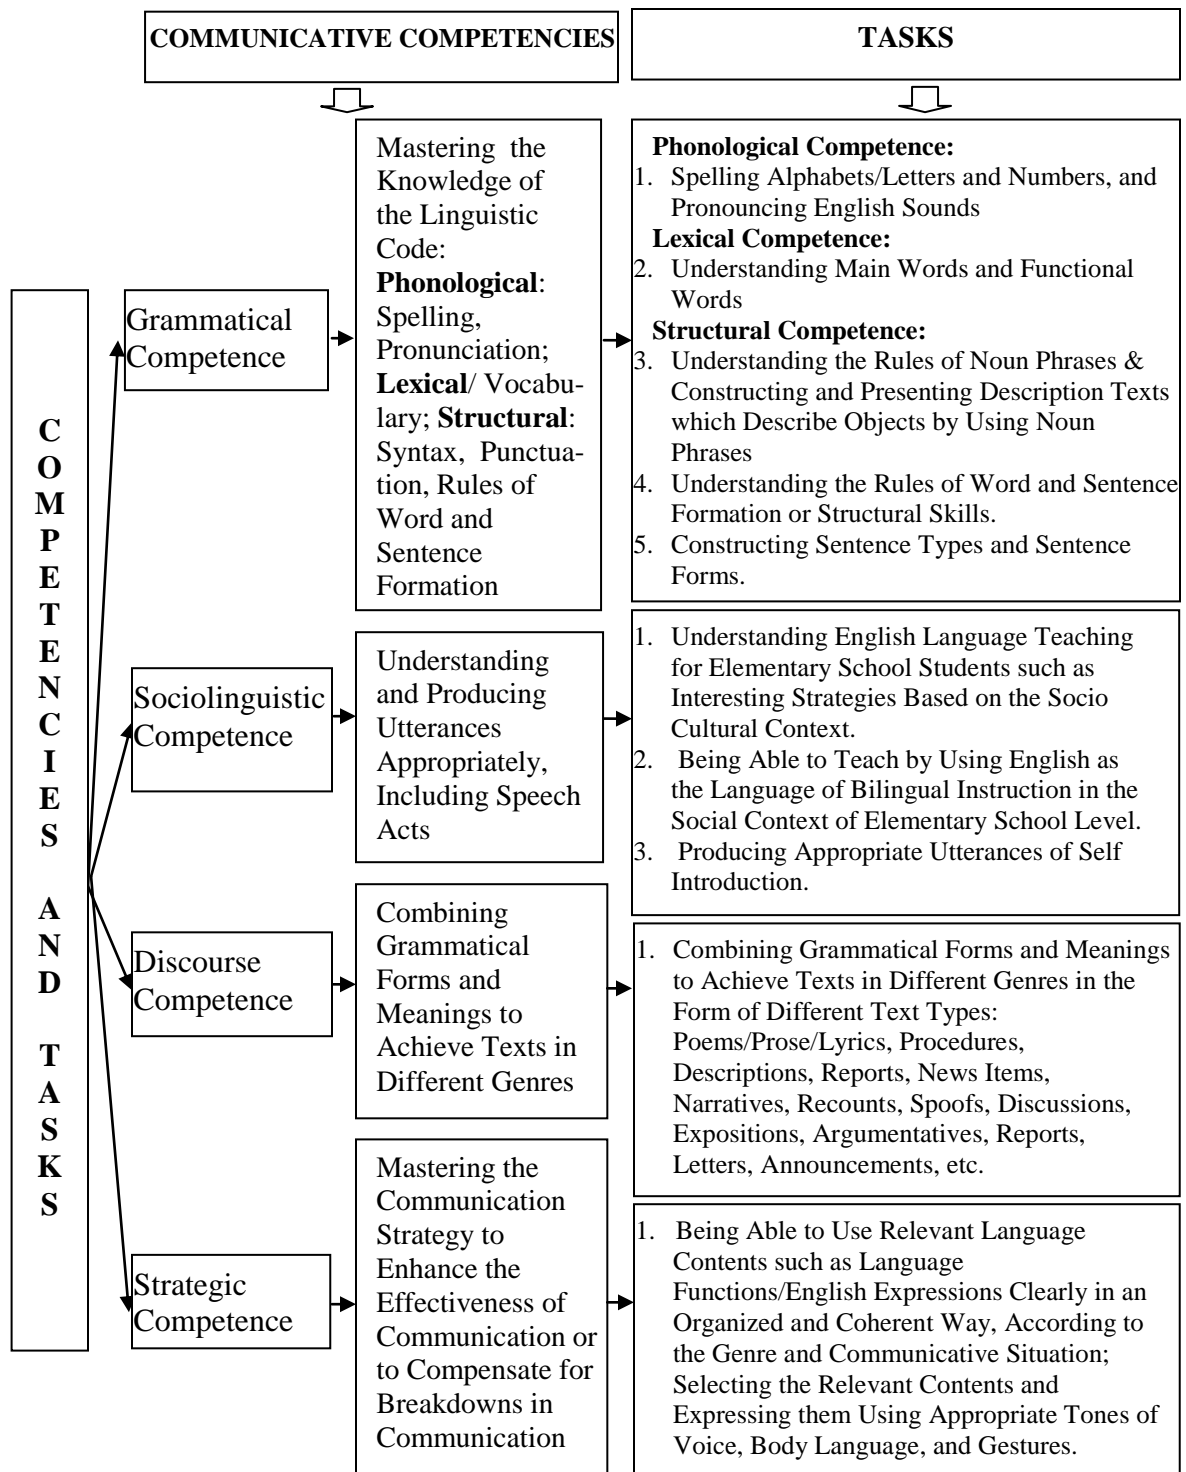 COMMUNICATIVE COMPETENCIES
TASKS
COMPETENCIES AND TASKS
Grammatical
Competence
Mastering the
Knowledge of
the Linguistic
Code:
Phonological:
Spelling,
Pronunciation;
Lexical/ Vocabu-
lary; Structural:
Syntax, Punctua-
tion, Rules of
Word and
Sentence
Formation
Phonological Competence:
1. Spelling Alphabets/Letters and Numbers, and
Pronouncing English Sounds
Lexical Competence:
2. Understanding Main Words and Functional
Words
Structural Competence:
3. Understanding the Rules of Noun Phrases &
Constructing and Presenting Description Texts
which Describe Objects by Using Noun
Phrases
4. Understanding the Rules of Word and Sentence
Formation or Structural Skills.
5. Constructing Sentence Types and Sentence
Forms.
Sociolinguistic
Competence
Understanding
and Producing
Utterances
Appropriately,
Including Speech
Acts
1. Understanding English Language Teaching
for Elementary School Students such as
Interesting Strategies Based on the Socio
Cultural Context.
2. Being Able to Teach by Using English as
the Language of Bilingual Instruction in the
Social Context of Elementary School Level.
3. Producing Appropriate Utterances of Self
Introduction.
Discourse
Competence
Combining
Grammatical
Forms and
Meanings to
Achieve Texts in
Different Genres
1. Combining Grammatical Forms and Meanings
to Achieve Texts in Different Genres in the
Form of Different Text Types:
Poems/Prose/Lyrics, Procedures,
Descriptions, Reports, News Items,
Narratives, Recounts, Spoofs, Discussions,
Expositions, Argumentatives, Reports,
Letters, Announcements, etc.
Strategic
Competence
Mastering the
Communication
Strategy to
Enhance the
Effectiveness of
Communication or
to Compensate for
Breakdowns in
Communication
1. Being Able to Use Relevant Language
Contents such as Language
Functions/English Expressions Clearly in an
Organized and Coherent Way, According to
the Genre and Communicative Situation;
Selecting the Relevant Contents and
Expressing them Using Appropriate Tones of
Voice, Body Language, and Gestures.